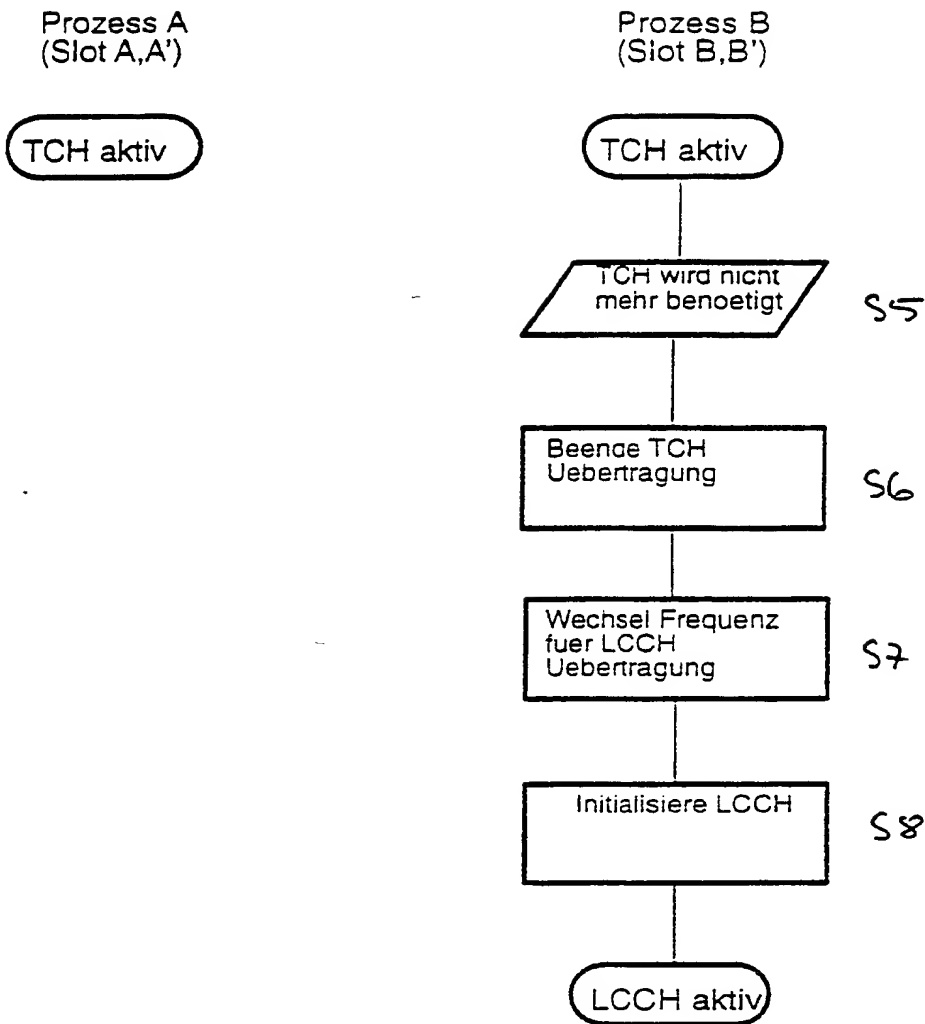 Prozess A
(Slot A,A')
Prozess B
(Slot B,B')
TCH aktiv
TCH aktiv
TCH wird nicht
mehr benoetigt
S5
Beende TCH
Uebertragung
S6
Wechsel Frequenz
fuer LCCH
Uebertragung
S7
Initialisiere LCCH
S8
LCCH aktiv